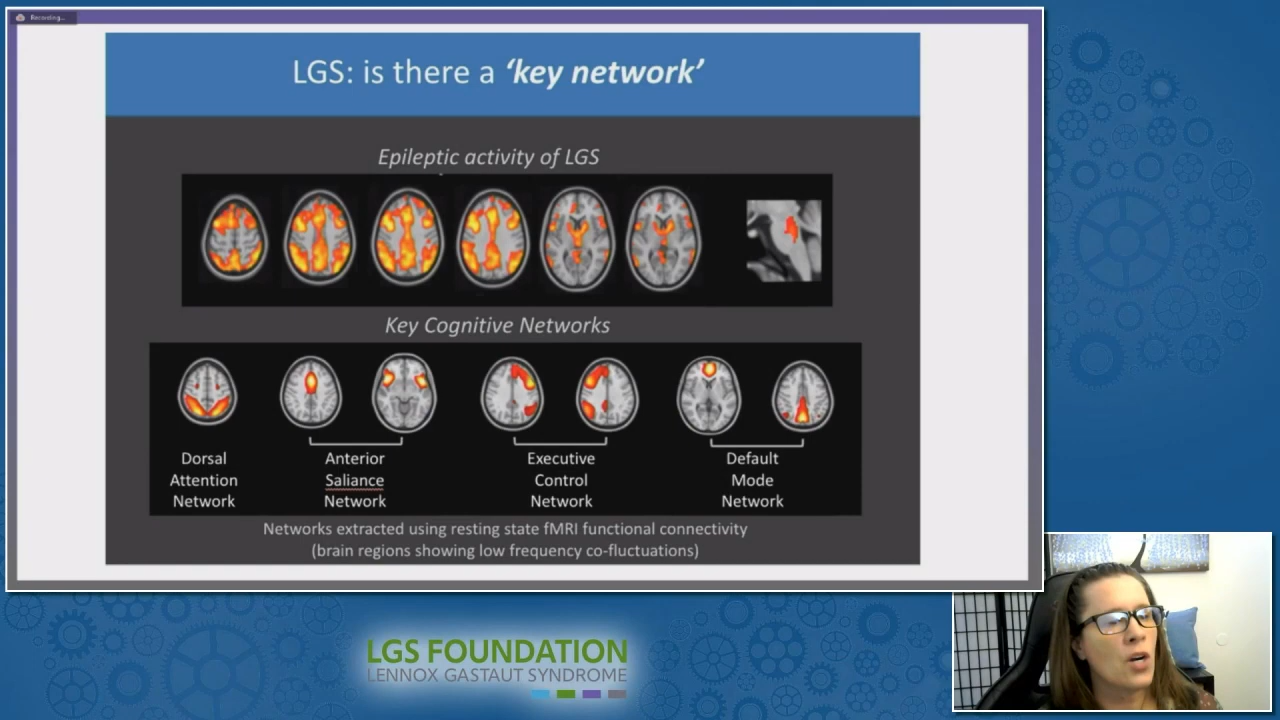 Recording...
LGS: is there a ‘key network’
Epileptic activity of LGS
Key Cognitive Networks
Dorsal
Attention
Network
Anterior
Saliance
Network
Executive
Control
Network
Default
Mode
Network
Networks extracted using resting state fMRI functional connectivity
(brain regions showing low frequency co-fluctuations)
LGS FOUNDATION
LENNOX GASTAUT SYNDROME